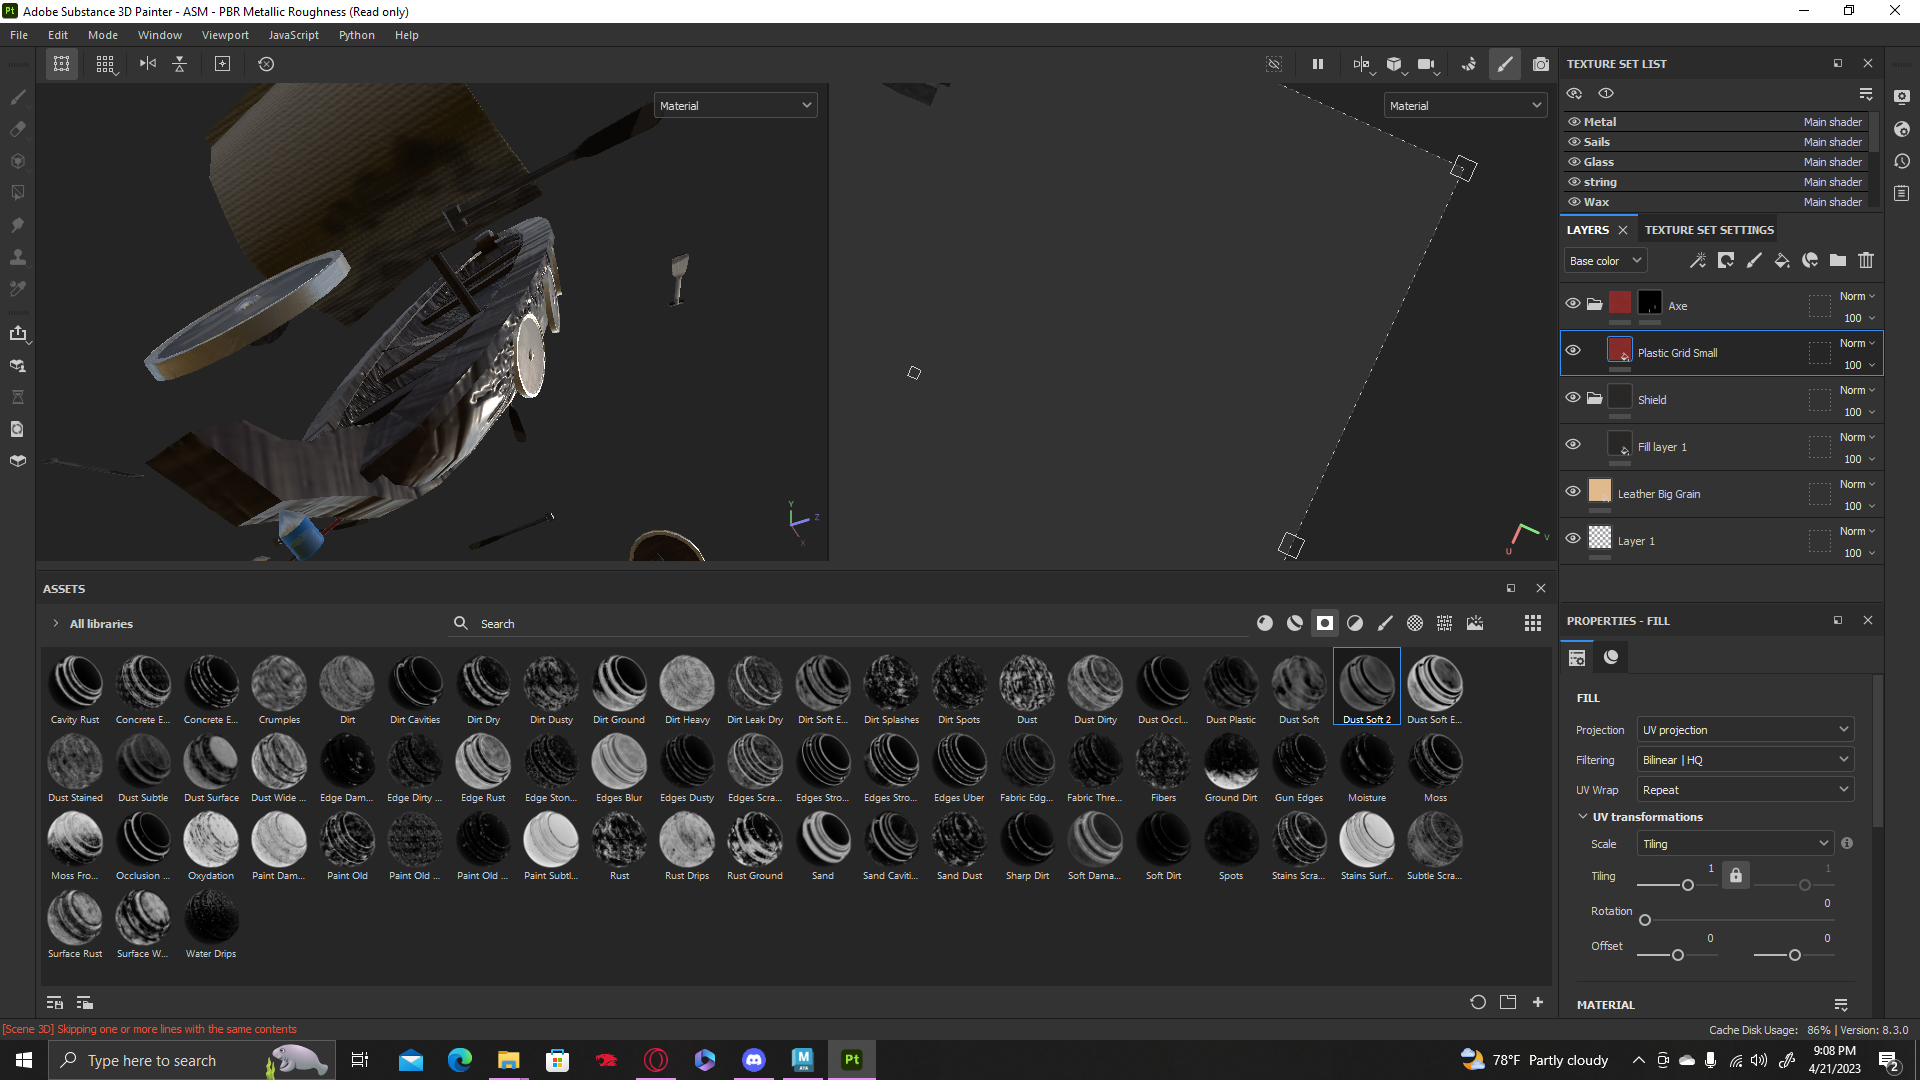 Adobe Substance 3D Painter - ASM - PBR Metallic Roughness (Read only)
File Edit Mode Window Viewport JavaScript Python Help
Material
Material
TEXTURE SET LIST
Metal Main shader
Sails Main shader
Glass Main shader
string Main shader
Wax Main shader
LAYERS TEXTURE SET SETTINGS
Base color
Axe Norm 100
Plastic Grid Small Norm 100
Shield Norm 100
Fill layer 1 Norm 100
Leather Big Grain Norm 100
Layer 1 Norm 100
Y Z X
U V
ASSETS
All libraries Search
Cavity Rust Concrete E... Concrete E... Crumples Dirt Dirt Cavities Dirt Dry Dirt Dusty Dirt Ground Dirt Heavy Dirt Leak Dry Dirt Soft E... Dirt Splashes Dirt Spots Dust Dust Dirty Dust Occl... Dust Plastic Dust Soft Dust Soft 2 Dust Soft E...
Dust Stained Dust Subtle Dust Surface Dust Wide ... Edge Dam... Edge Dirty ... Edge Rust Edge Ston... Edges Blur Edges Dusty Edges Scra... Edges Stro... Edges Stro... Edges Uber Fabric Edg... Fabric Thre... Fibers Ground Dirt Gun Edges Moisture Moss
Moss Fro... Occlusion ... Oxydation Paint Dam... Paint Old Paint Old ... Paint Old ... Paint Subtl... Rust Rust Drips Rust Ground Sand Sand Caviti... Sand Dust Sharp Dirt Soft Dama... Soft Dirt Spots Stains Scra... Stains Surf... Subtle Scra...
Surface Rust Surface W... Water Drips
PROPERTIES - FILL
FILL
Projection UV projection
Filtering Bilinear | HQ
UV Wrap Repeat
UV transformations
Scale Tiling
Tiling 1 1
Rotation 0
Offset 0 0
MATERIAL
[Scene 3D] Skipping one or more lines with the same contents
Cache Disk Usage: 86% | Version: 8.3.0
Type here to search
M
Pt
78°F Partly cloudy
9:08 PM
4/21/2023
2